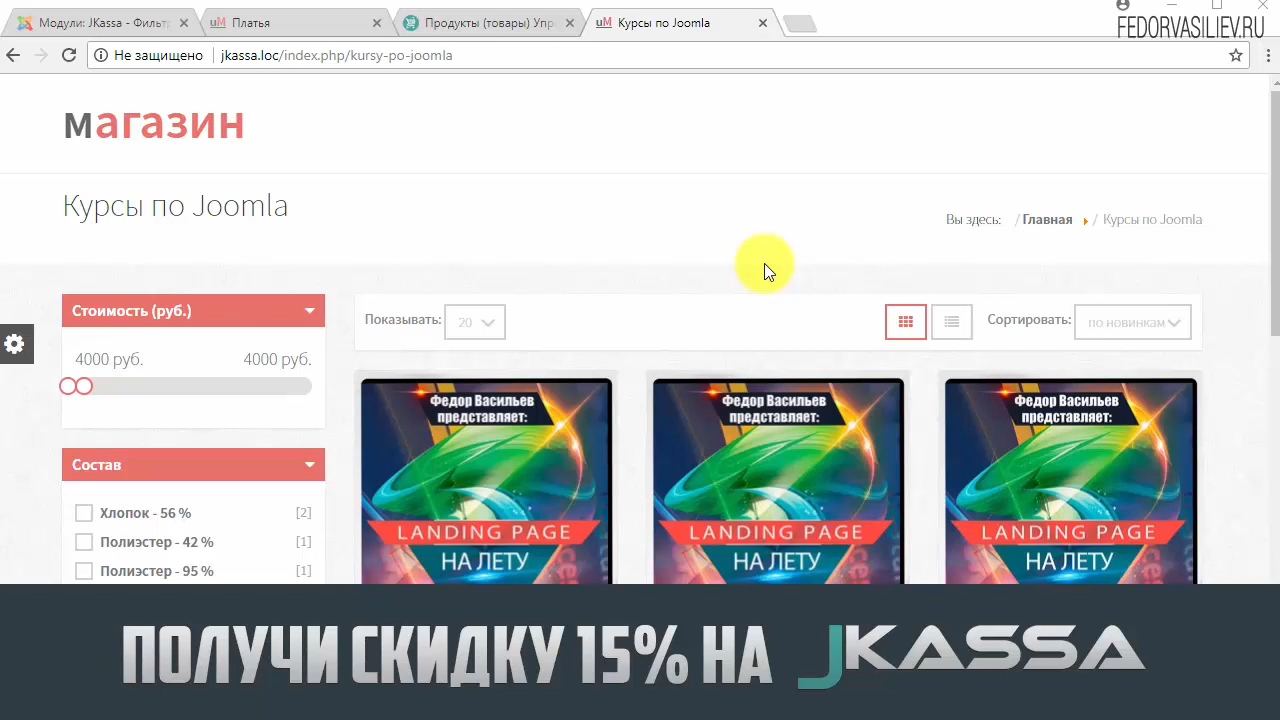 Модули: JKassa - Фильтр
Платья
Продукты (товары) Упр
Курсы по Joomla
FEDORVASILIEV.RU
Не защищено
jkassa.loc/index.php/kursy-po-joomla
магазин
Курсы по Joomla
Вы здесь: / Главная / Курсы по Joomla
Стоимость (руб.)
4000 руб. 4000 руб.
Состав
Хлопок - 56 % [2]
Полиэстер - 42 % [1]
Полиэстер - 95 % [1]
Показывать: 20
Сортировать: по новинкам
Федор Васильев
представляет:
LANDING PAGE
НА ЛЕТУ
Федор Васильев
представляет:
LANDING PAGE
НА ЛЕТУ
Федор Васильев
представляет:
LANDING PAGE
НА ЛЕТУ
ПОЛУЧИ СКИДКУ 15% НА JKASSA